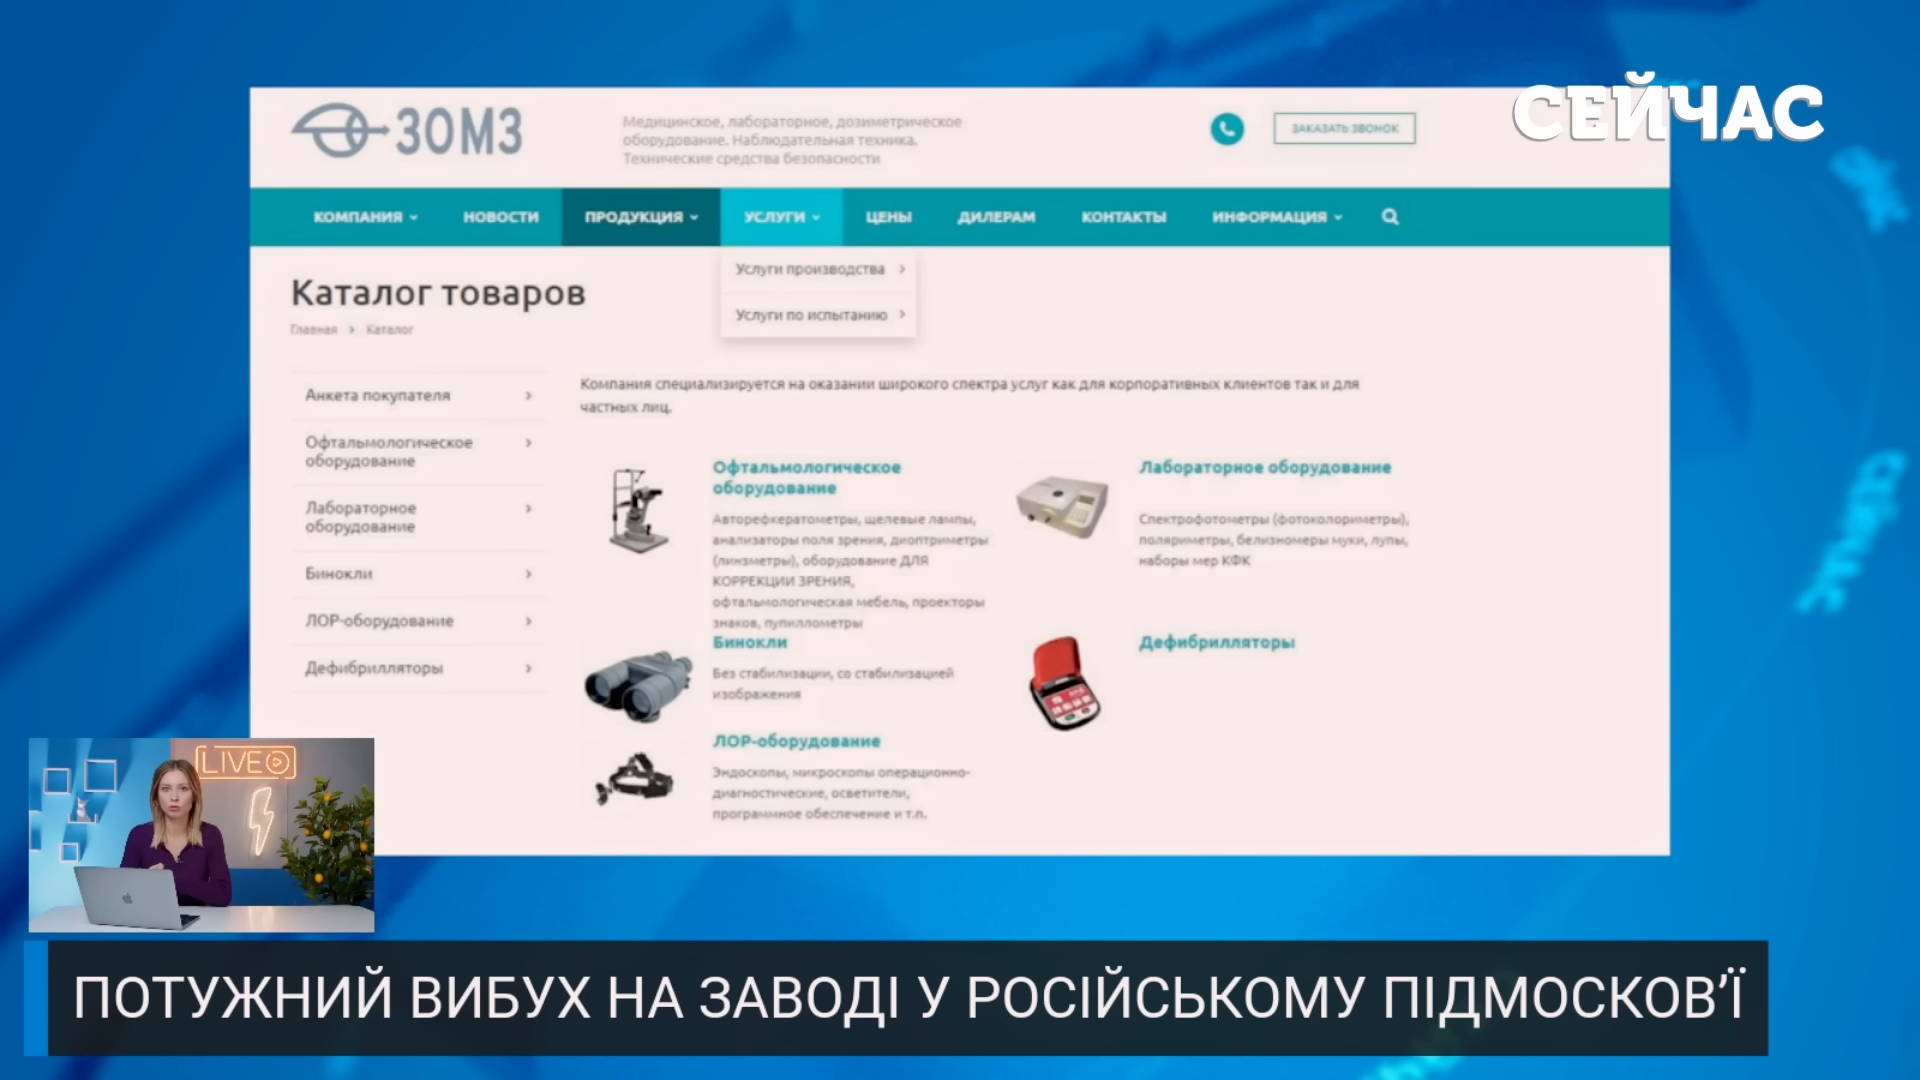 СЕЙЧАС
ЗОМЗ
Медицинское, лабораторное, дозиметрическое
оборудование. Наблюдательная техника.
Технические средства безопасности
ЗАКАЗАТЬ ЗВОНОК
КОМПАНИЯ НОВОСТИ ПРОДУКЦИЯ УСЛУГИ ЦЕНЫ ДИЛЕРАМ КОНТАКТЫ ИНФОРМАЦИЯ
Услуги производства
Услуги по испытанию
Каталог товаров
Главная > Каталог
Анкета покупателя
Офтальмологическое
оборудование
Лабораторное
оборудование
Бинокли
ЛОР-оборудование
Дефибрилляторы
Компания специализируется на оказании широкого спектра услуг как для корпоративных клиентов так и для
частных лиц.
Офтальмологическое
оборудование
Авторефкератометры, щелевые лампы,
анализаторы поля зрения, диоптриметры
(линзметры), оборудование ДЛЯ
КОРРЕКЦИИ ЗРЕНИЯ,
офтальмологическая мебель, проекторы
знаков, пупиллометры
Лабораторное оборудование
Спектрофотометры (фотоколориметры),
поляриметры, белизномеры муки, лупы,
наборы мер КФК
Бинокли
Без стабилизации, со стабилизацией
изображения
Дефибрилляторы
ЛОР-оборудование
Эндоскопы, микроскопы операционно-
диагностические, осветители,
программное обеспечение и т.п.
LIVE
ПОТУЖНИЙ ВИБУХ НА ЗАВОДІ У РОСІЙСЬКОМУ ПІДМОСКОВ’Ї